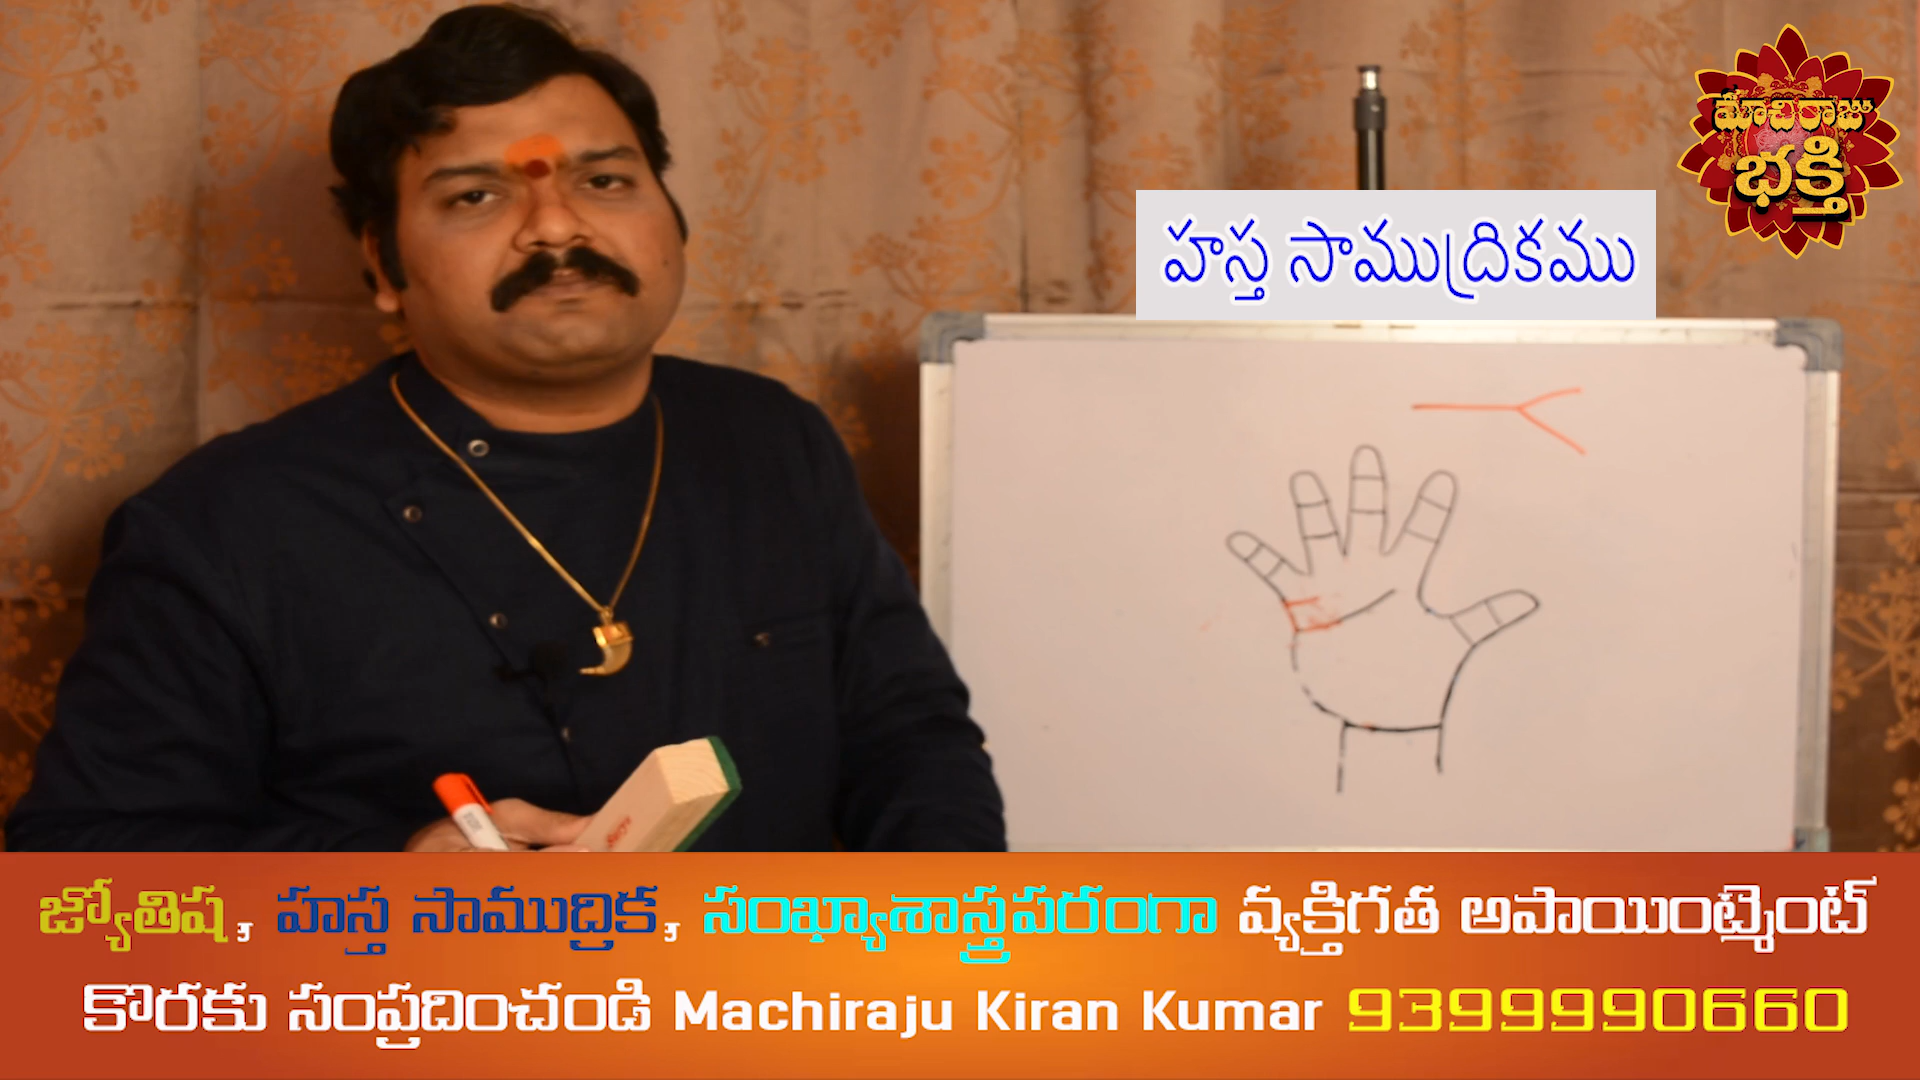 మాచిరాజు
భక్తి
హస్త సాముద్రికము
జ్యోతిష, హస్త సాముద్రిక, సంఖ్యాశాస్త్రపరంగా వ్యక్తిగత అపాయింట్మెంట్
కొరకు సంప్రదించండి Machiraju Kiran Kumar 9399990660